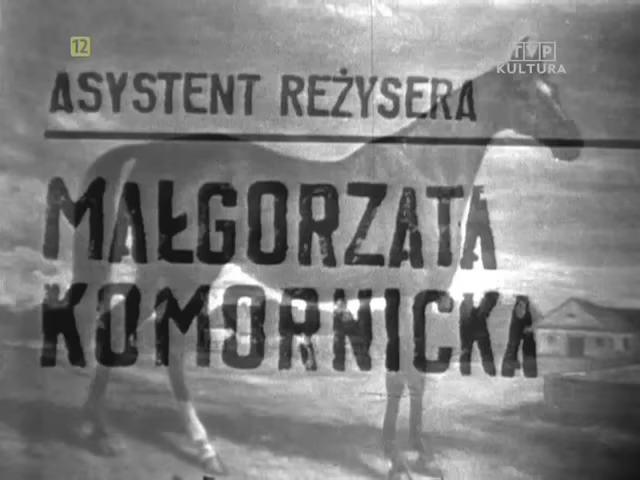 12
TVP
KULTURA
ASYSTENT REŻYSERA
MAŁGORZATA
KOMORNICKA